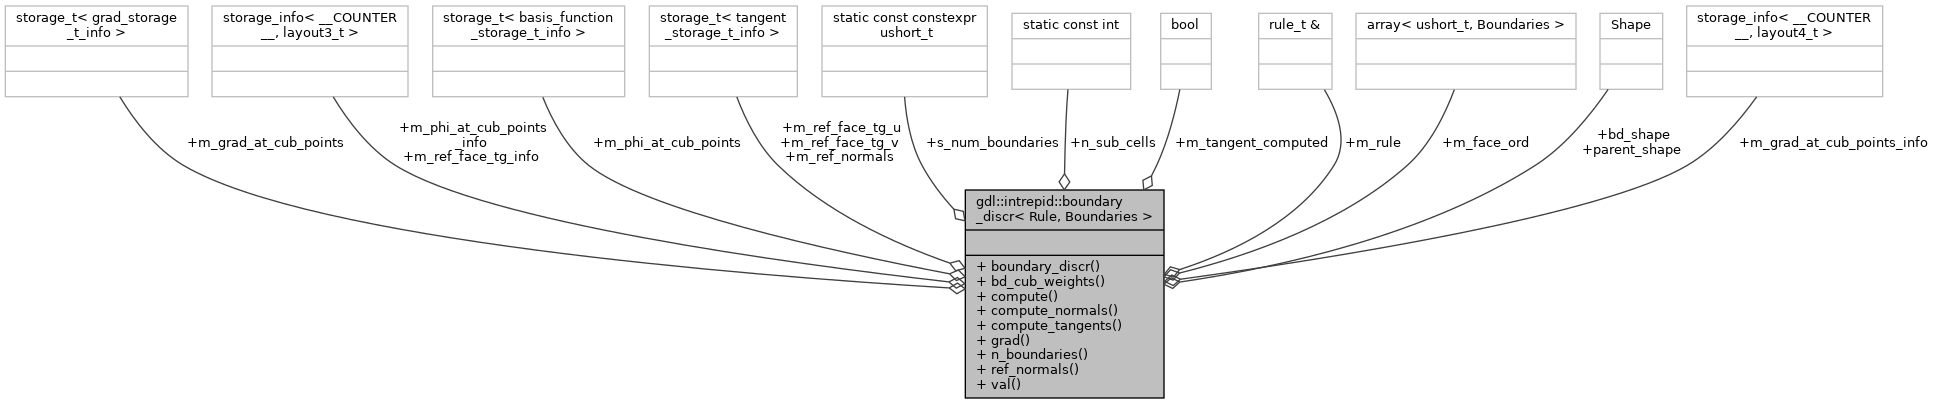 storage_t< grad_storage
_t_info >
storage_info< __COUNTER
__, layout3_t >
storage_t< basis_function
_storage_t_info >
storage_t< tangent
_storage_t_info >
static const constexpr
ushort_t
static const int
bool
rule_t &
array< ushort_t, Boundaries >
Shape
storage_info< __COUNTER
__, layout4_t >
+m_grad_at_cub_points
+m_phi_at_cub_points
_info
+m_ref_face_tg_info
+m_phi_at_cub_points
+m_ref_face_tg_u
+m_ref_face_tg_v
+m_ref_normals
+s_num_boundaries
+n_sub_cells
+m_tangent_computed
+m_rule
+m_face_ord
+bd_shape
+parent_shape
+m_grad_at_cub_points_info
gdl::intrepid::boundary
_discr< Rule, Boundaries >
+ boundary_discr()
+ bd_cub_weights()
+ compute()
+ compute_normals()
+ compute_tangents()
+ grad()
+ n_boundaries()
+ ref_normals()
+ val()